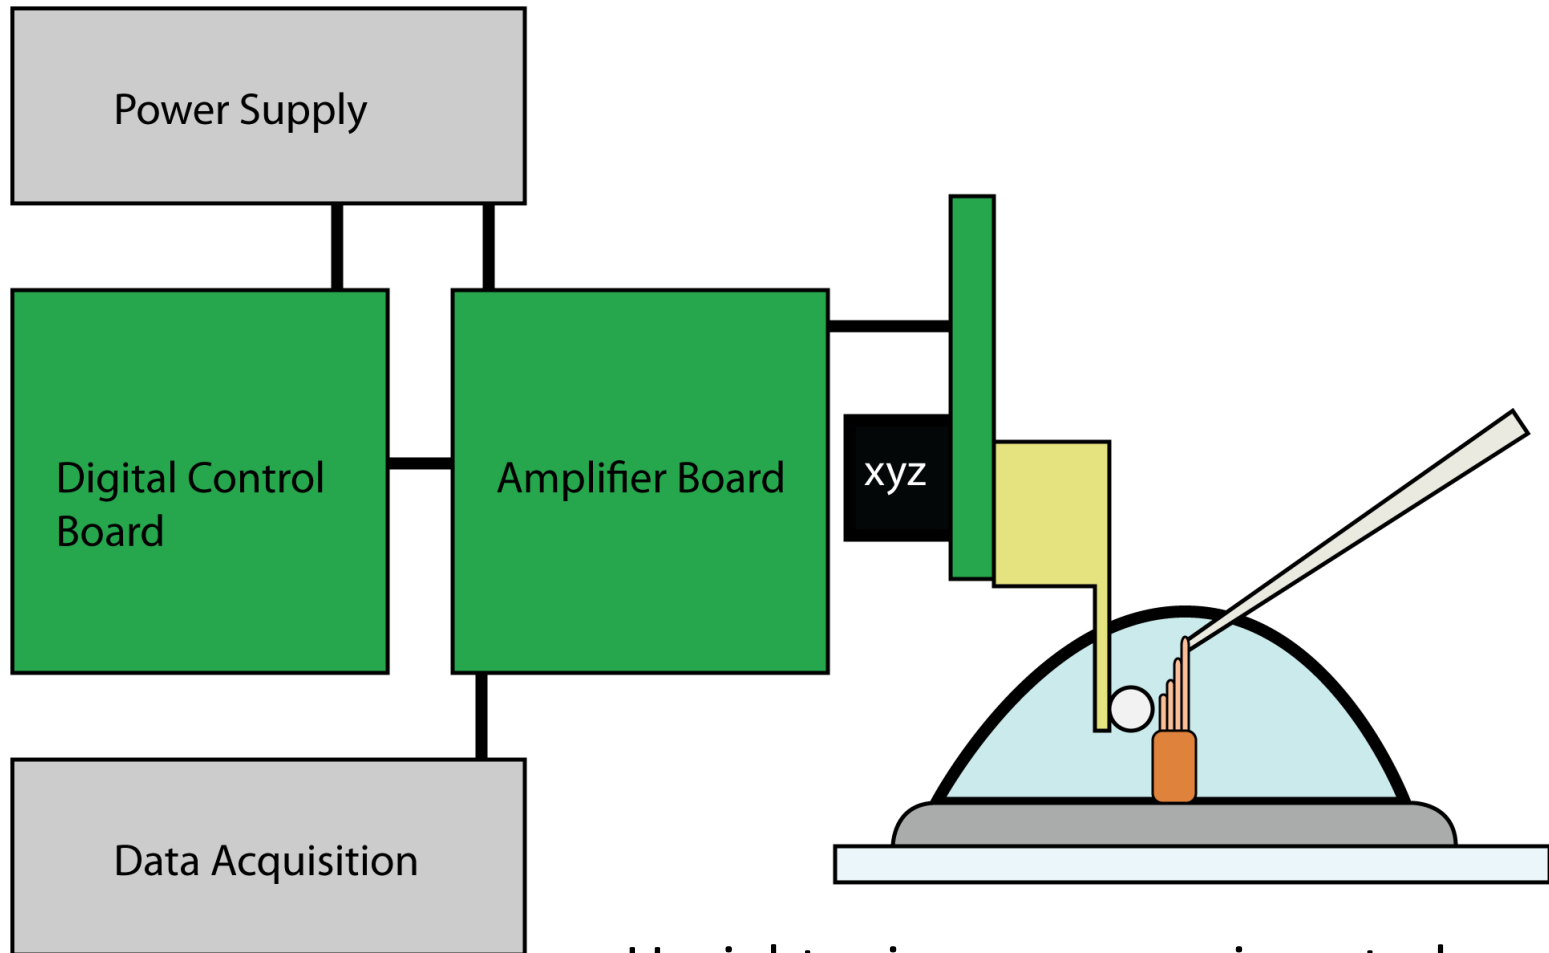 Power Supply
Digital Control
Board
Amplifier Board
xyz
Data Acquisition